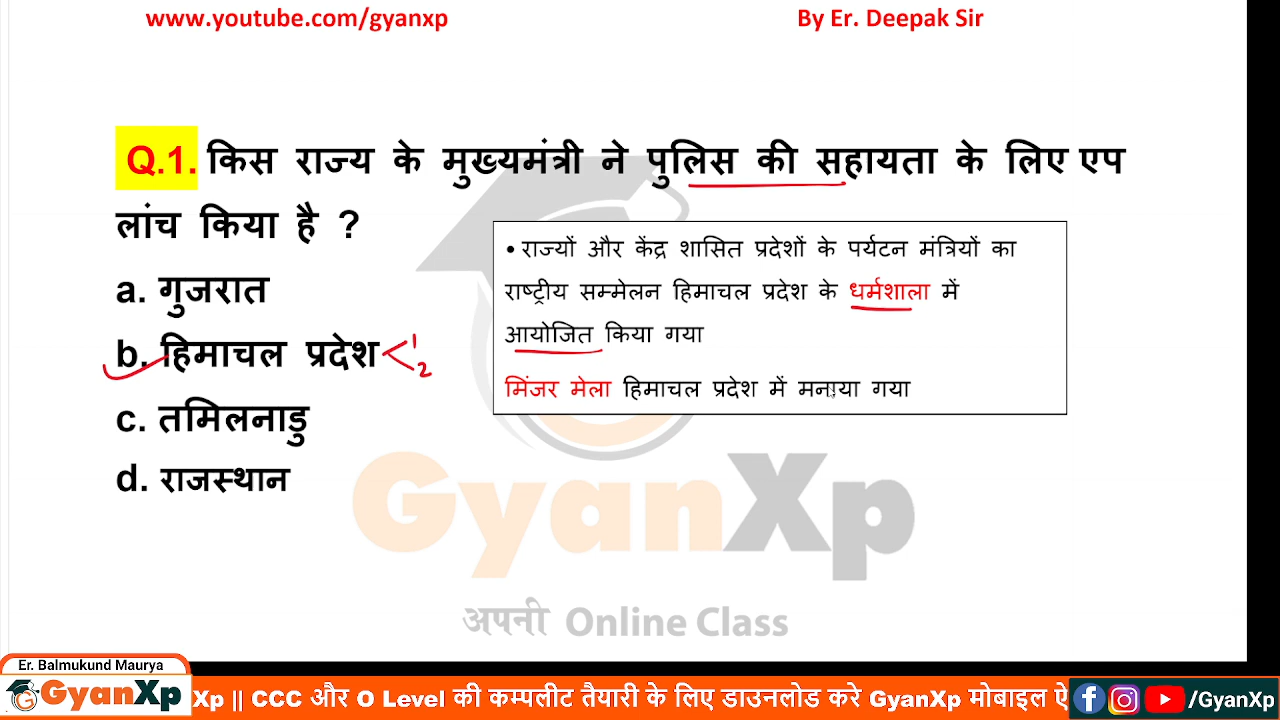 www.youtube.com/gyanxp
By Er. Deepak Sir
Q.1. किस राज्य के मुख्यमंत्री ने पुलिस की सहायता के लिए एप
लांच किया है ?
a. गुजरात
b. हिमाचल प्रदेश < 1 2
c. तमिलनाडु
d. राजस्थान
• राज्यों और केंद्र शासित प्रदेशों के पर्यटन मंत्रियों का
राष्ट्रीय सम्मेलन हिमाचल प्रदेश के धर्मशाला में
आयोजित किया गया
मिंजर मेला हिमाचल प्रदेश में मनाया गया
GyanXp
अपनी Online Class
Er. Balmukund Maurya
GyanXp
Xp || CCC और O Level की कम्पलीट तैयारी के लिए डाउनलोड करे GyanXp मोबाइल ऐ
/GyanXp